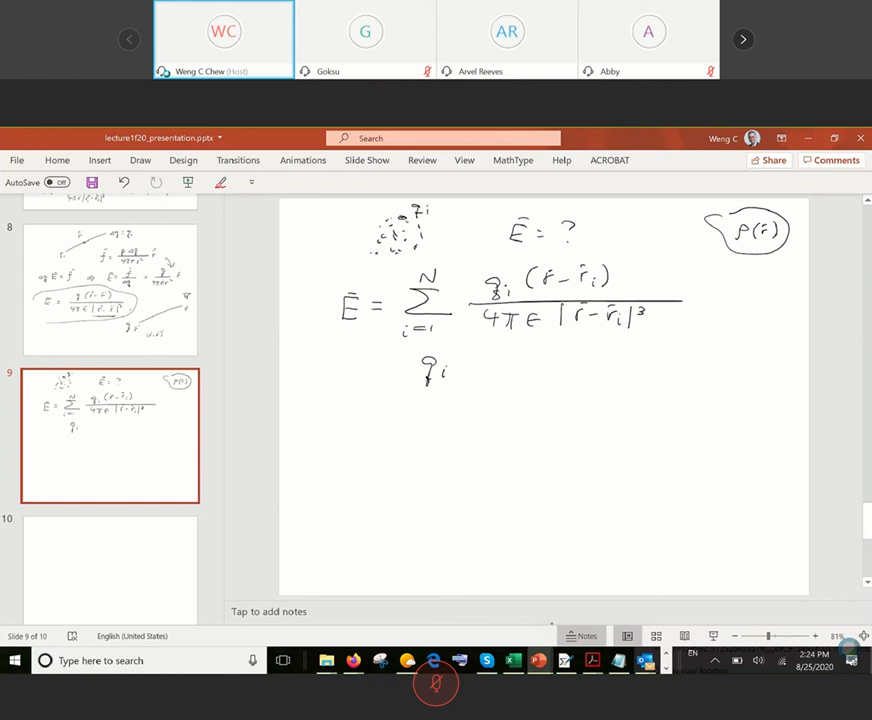 WC
G
AR
A
Weng C Chew (Host)
Goksu
Arvel Reeves
Abby
lecture1f20_presentation.pptx
Search
Weng C
File Home Insert Draw Design Transitions Animations Slide Show Review View MathType Help ACROBAT
Share
Comments
AutoSave Off
8
9
10
q_i
Ē = ?
ρ(r̄)
Ē = ∑_{i=1}^{N} q_i (r̄ - r̄_i) / 4πϵ |r̄ - r̄_i|³
q_i
Tap to add notes
Slide 9 of 10
English (United States)
Notes
81%
Type here to search
EN
2:24 PM
8/25/2020